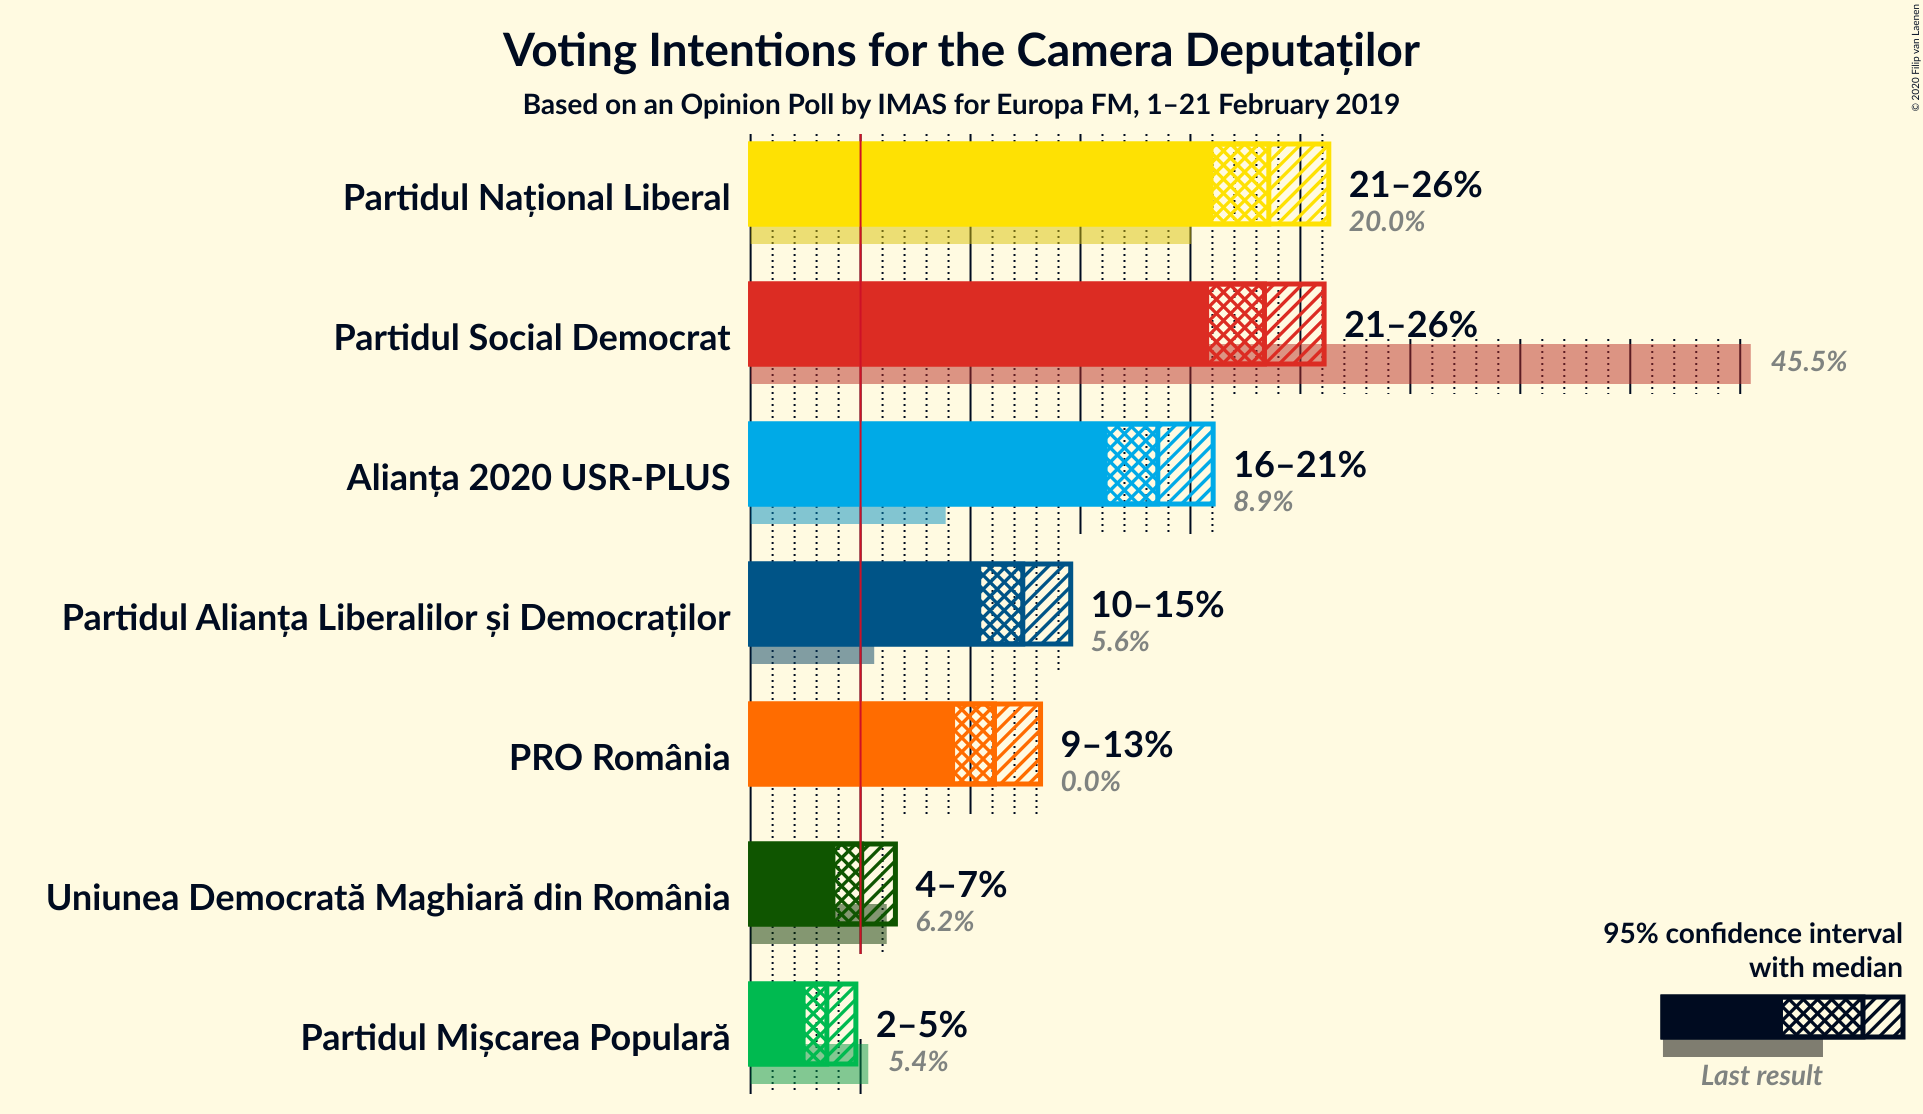 Voting Intentions for the Camera Deputaților
Based on an Opinion Poll by IMAS for Europa FM, 1–21 February 2019
© 2020 Filip van Laenen
Partidul Național Liberal
21–26%
20.0%
Partidul Social Democrat
21–26%
45.5%
Alianța 2020 USR-PLUS
16–21%
8.9%
Partidul Alianța Liberalilor și Democraților
10–15%
5.6%
PRO România
9–13%
0.0%
Uniunea Democrată Maghiară din România
4–7%
6.2%
Partidul Mișcarea Populară
2–5%
5.4%
95% confidence interval
with median
Last result